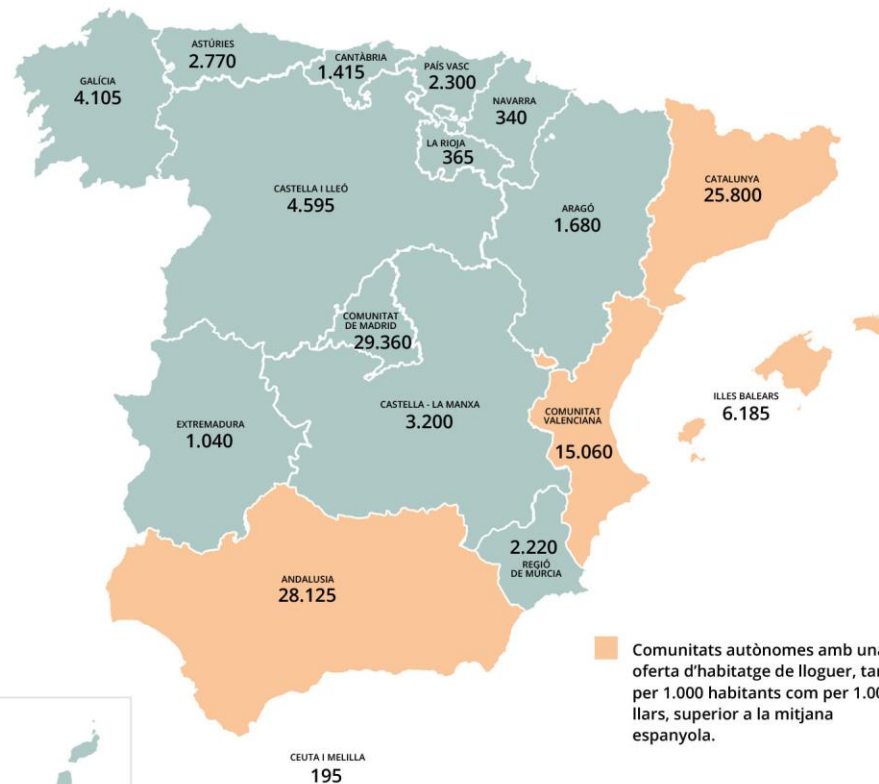 ASTÚRIES
2.770
CANTÀBRIA
1.415
PAÍS VASC
2.300
GALÍCIA
4.105
NAVARRA
340
LA RIOJA
365
CATALUNYA
25.800
CASTELLA I LLEÓ
4.595
ARAGÓ
1.680
COMUNITAT
DE MADRID
29.360
ILLES BALEARS
6.185
CASTELLA - LA MANXA
3.200
COMUNITAT
VALENCIANA
15.060
EXTREMADURA
1.040
2.220
REGIÓ
DE MÚRCIA
ANDALUSIA
28.125
Comunitats autònomes amb una
oferta d'habitatge de lloguer,
per 1.000 habitants com per
llars, superior a la mitjana
espanyola.
CEUTA I MELILLA
195